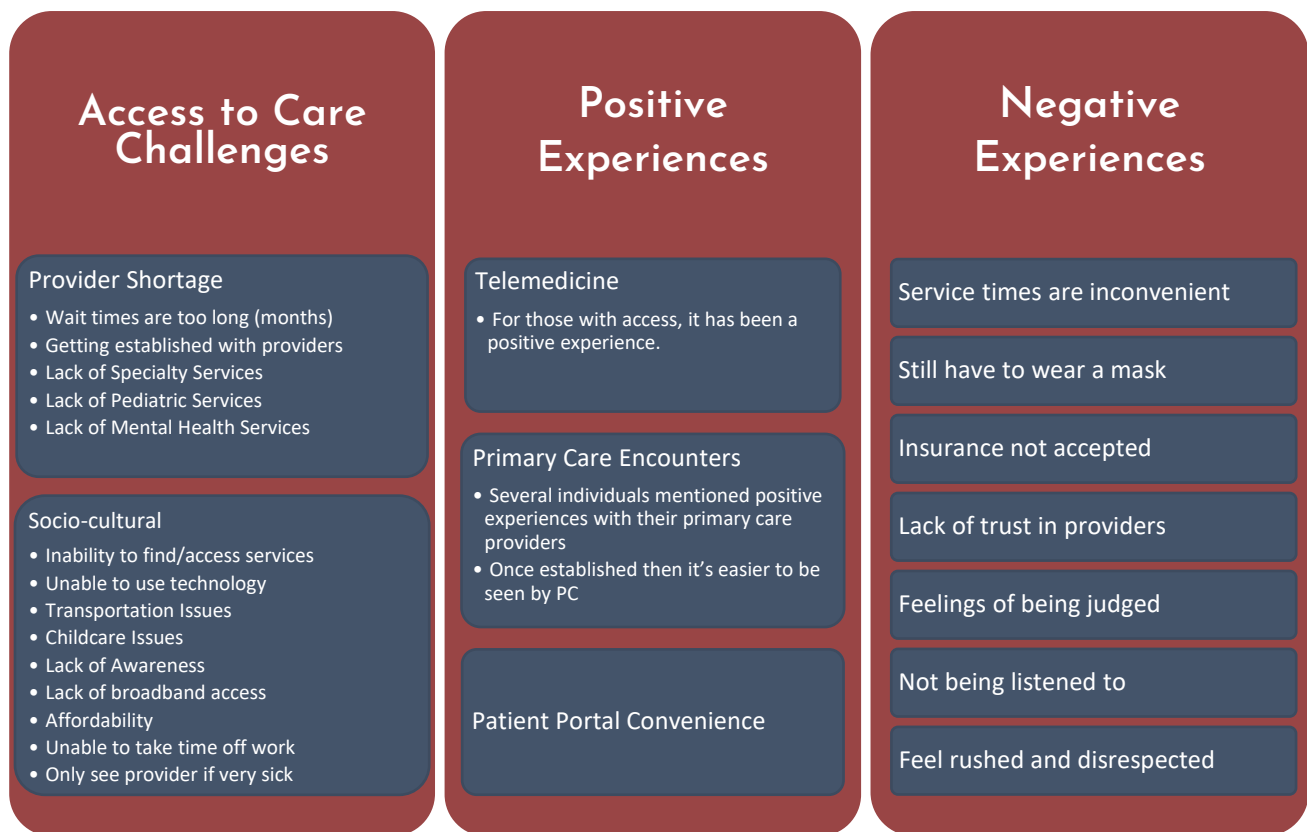 Access to Care
Challenges
Provider Shortage
• Wait times are too long (months)
• Getting established with providers
• Lack of Specialty Services
• Lack of Pediatric Services
• Lack of Mental Health Services
Socio-cultural
• Inability to find/access services
• Unable to use technology
• Transportation Issues
• Childcare Issues
• Lack of Awareness
• Lack of broadband access
• Affordability
• Unable to take time off work
• Only see provider if very sick
Positive
Experiences
Telemedicine
• For those with access, it has been a
positive experience.
Primary Care Encounters
• Several individuals mentioned positive
experiences with their primary care
providers
• Once established then it’s easier to be
seen by PC
Patient Portal Convenience
Negative
Experiences
Service times are inconvenient
Still have to wear a mask
Insurance not accepted
Lack of trust in providers
Feelings of being judged
Not being listened to
Feel rushed and disrespected